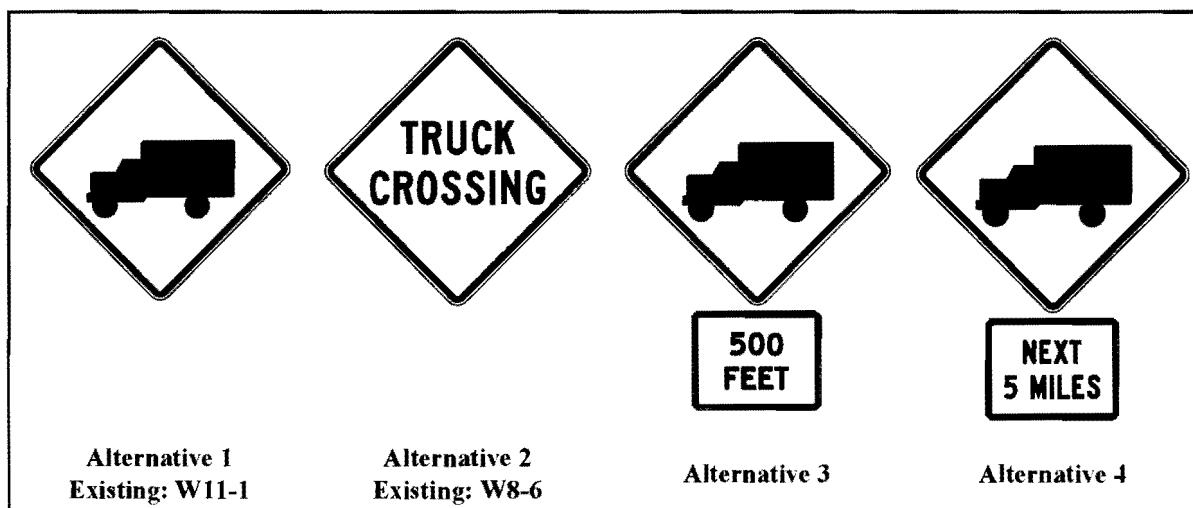 TRUCK
CROSSING
500
FEET
NEXT
5 MILES
Alternative 1
Existing: W11-1
Alternative 2
Existing: W8-6
Alternative 3
Alternative 4